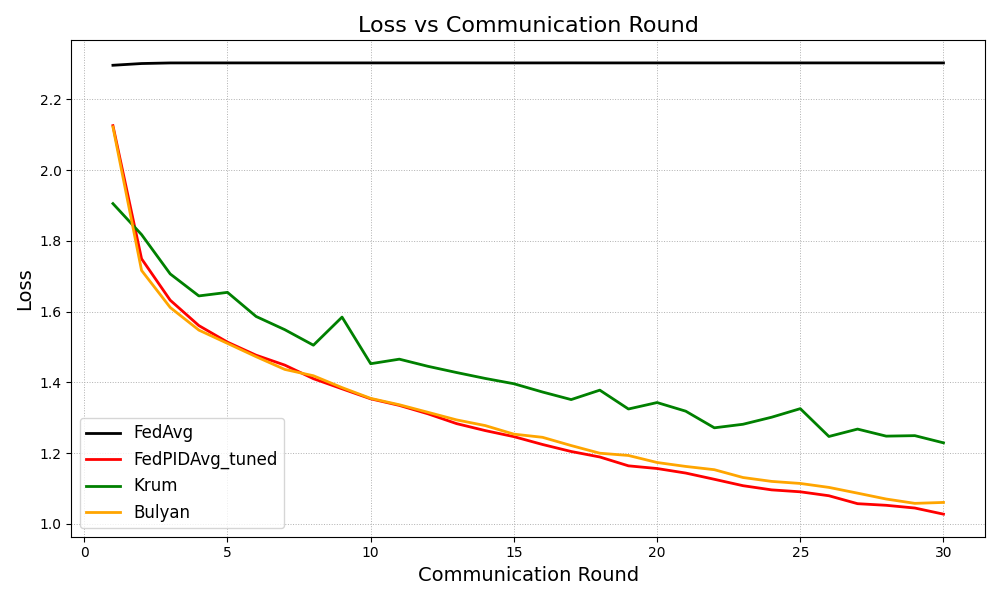 Loss vs Communication Round
Loss
2.2
2.0
1.8
1.6
1.4
1.2
1.0
FedAvg
FedPIDAvg_tuned
Krum
Bulyan
0 5 10 15 20 25 30
Communication Round